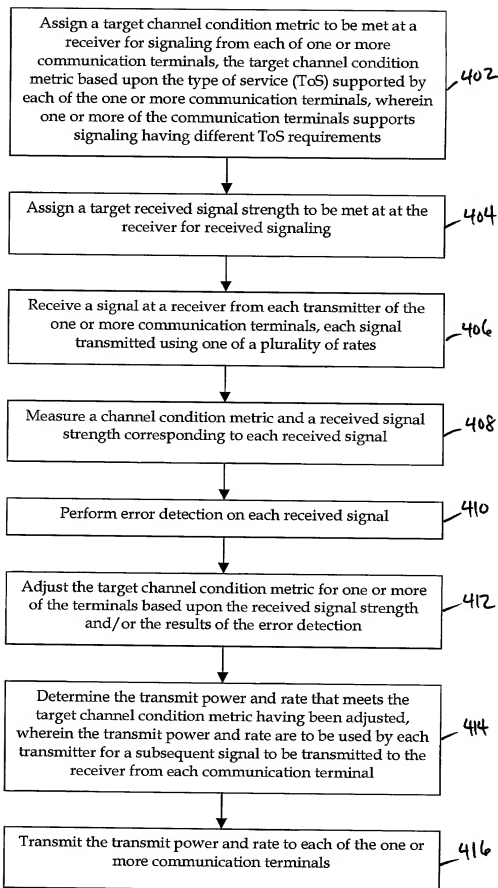 Assign a target channel condition metric to be met at a
receiver for signaling from each of one or more
communication terminals, the target channel condition
metric based upon the type of service (ToS) supported by
each of the one or more communication terminals, wherein
one or more of the communication terminals supports
signaling having different ToS requirements
402
Assign a target received signal strength to be met at at the
receiver for received signaling
404
Receive a signal at a receiver from each transmitter of the
one or more communication terminals, each signal
transmitted using one of a plurality of rates
406
Measure a channel condition metric and a received signal
strength corresponding to each received signal
408
Perform error detection on each received signal
410
Adjust the target channel condition metric for one or more
of the terminals based upon the received signal strength
and/or the results of the error detection
412
Determine the transmit power and rate that meets the
target channel condition metric having been adjusted,
wherein the transmit power and rate are to be used by each
transmitter for a subsequent signal to be transmitted to the
receiver from each communication terminal
414
Transmit the transmit power and rate to each of the one or
more communication terminals
416